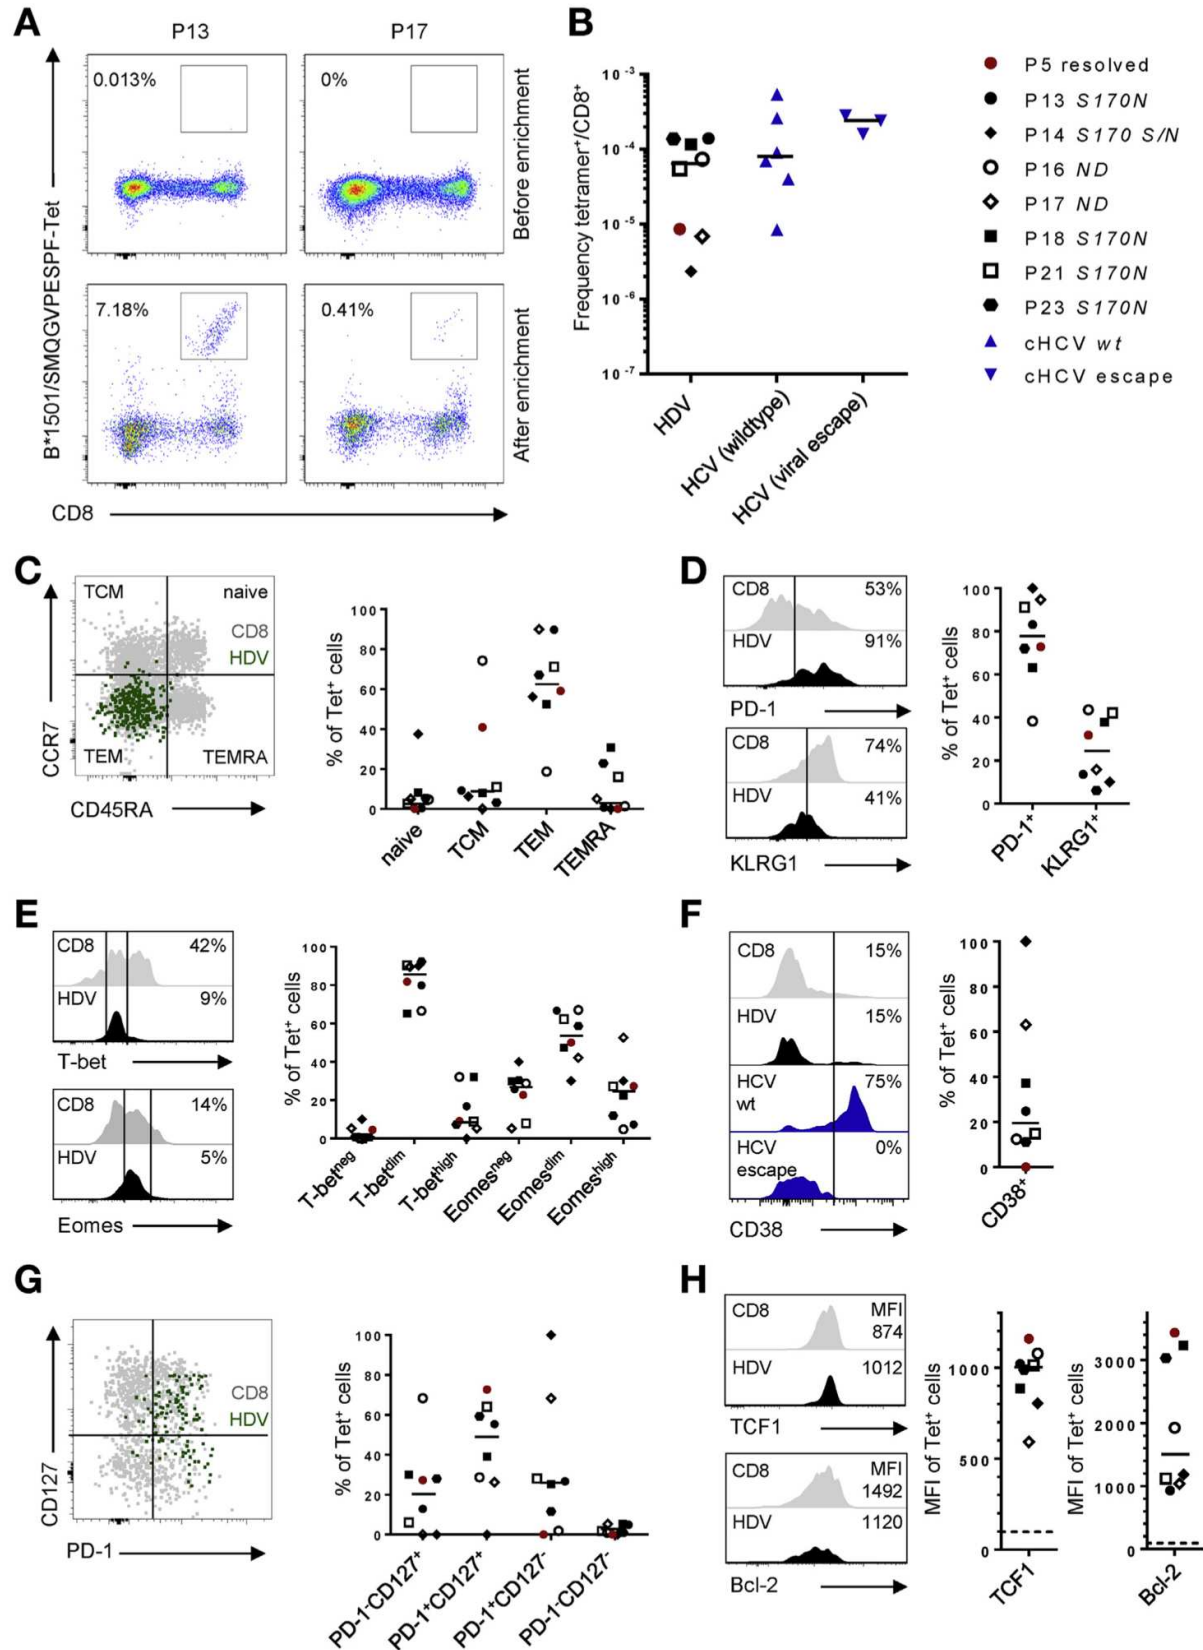 A
P13
P17
0.013%
0%
Before enrichment
7.18%
0.41%
After enrichment
B*1501/SMQGVPESPF-Tet
CD8
B
Frequency tetramer⁺/CD8⁺
10⁻³
10⁻⁴
10⁻⁵
10⁻⁶
10⁻⁷
HDV
HCV (wildtype)
HCV (viral escape)
P5 resolved
P13 S170N
P14 S170 S/N
P16 ND
P17 ND
P18 S170N
P21 S170N
P23 S170N
cHCV wt
cHCV escape
C
TCM
naive
CD8
HDV
TEM
TEMRA
CCR7
CD45RA
% of Tet⁺ cells
100
80
60
40
20
0
naive
TCM
TEM
TEMRA
D
CD8
53%
HDV
91%
PD-1
CD8
74%
HDV
41%
KLRG1
% of Tet⁺ cells
100
80
60
40
20
0
PD-1⁺
KLRG1⁺
E
CD8
42%
HDV
9%
T-bet
CD8
14%
HDV
5%
Eomes
% of Tet⁺ cells
100
80
60
40
20
0
T-betⁿᵉᵍ
T-betᵈⁱᵐ
T-betʰⁱᵍʰ
Eomesⁿᵉᵍ
Eomesᵈⁱᵐ
Eomesʰⁱᵍʰ
F
CD8
15%
HDV
15%
HCV
75%
wt
HCV
0%
escape
CD38
% of Tet⁺ cells
100
80
60
40
20
0
CD38⁺
G
CD8
HDV
CD127
PD-1
% of Tet⁺ cells
100
80
60
40
20
0
PD-1⁻CD127⁺
PD-1⁺CD127⁺
PD-1⁺CD127⁻
PD-1⁻CD127⁻
H
CD8
MFI
874
HDV
1012
TCF1
CD8
MFI
1492
HDV
1120
Bcl-2
MFI of Tet⁺ cells
1000
500
0
TCF1
MFI of Tet⁺ cells
3000
2000
1000
0
Bcl-2